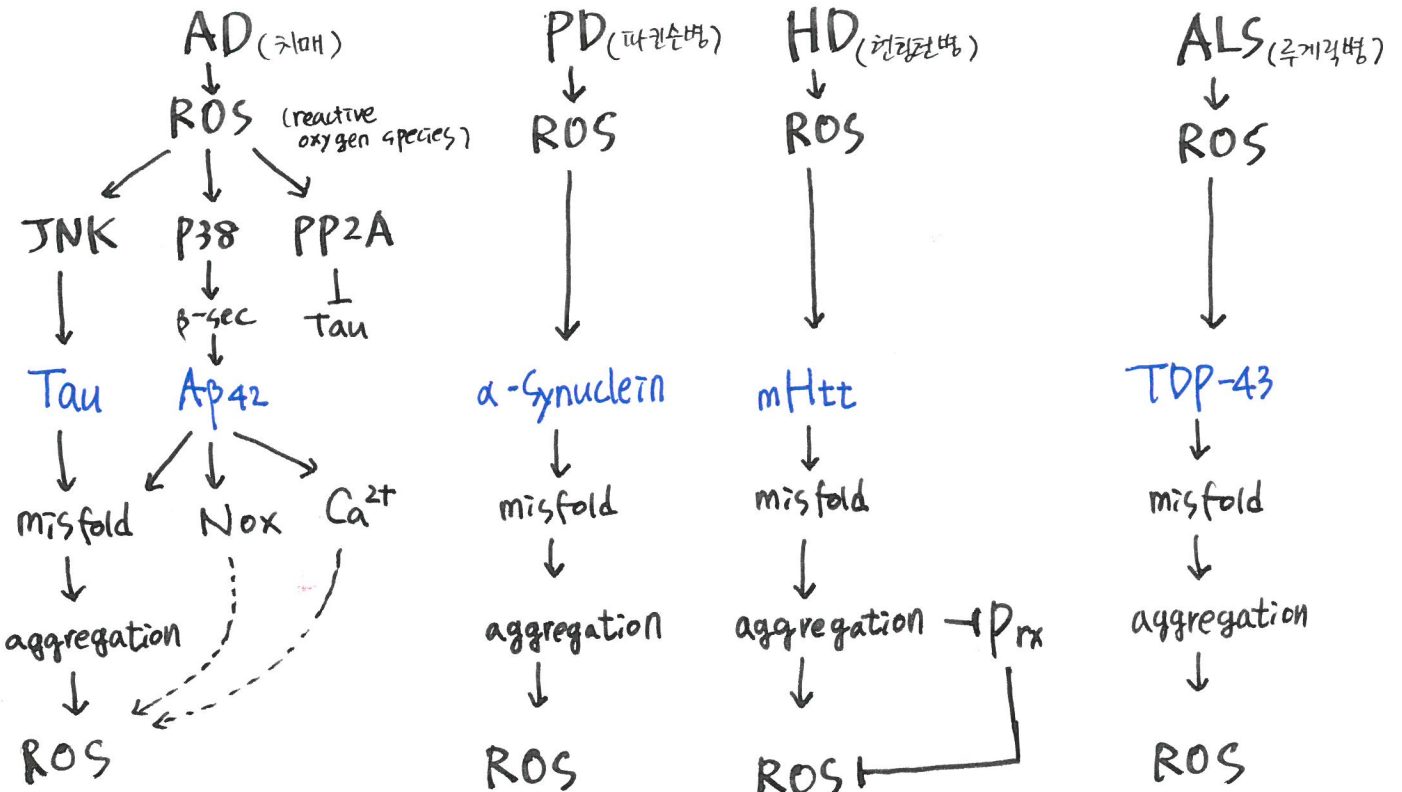 AD (치매)
PD (파킨슨병)
HD (헌팅턴병)
ALS (루게릭병)
ROS (reactive
oxygen species)
ROS
ROS
ROS
JNK
P38
PP2A
β-sec
Tau
Tau
Aβ42
α-Synuclein
mHtt
TDP-43
misfold
Nox
Ca²⁺
misfold
misfold
misfold
aggregation
aggregation
aggregation
Prx
aggregation
ROS
ROS
ROS
ROS